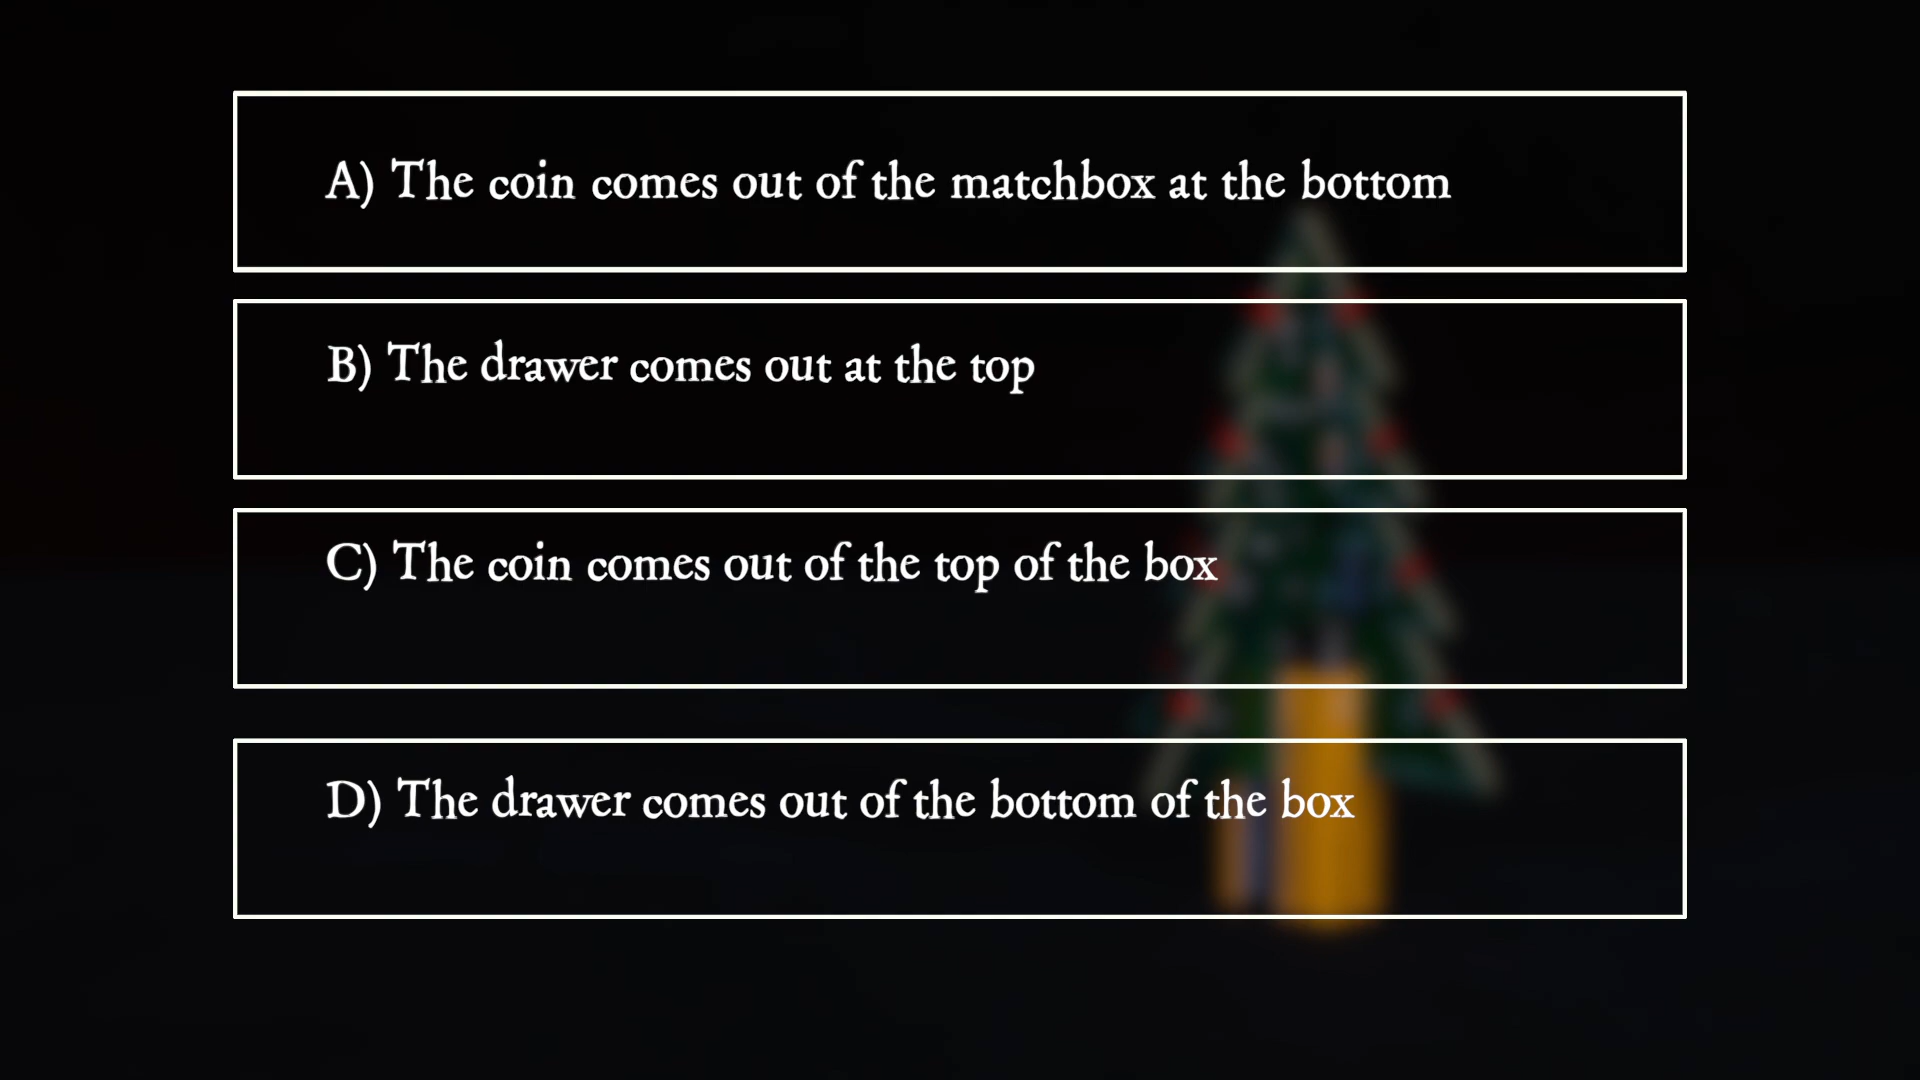 A) The coin comes out of the matchbox at the bottom
B) The drawer comes out at the top
C) The coin comes out of the top of the box
D) The drawer comes out of the bottom of the box